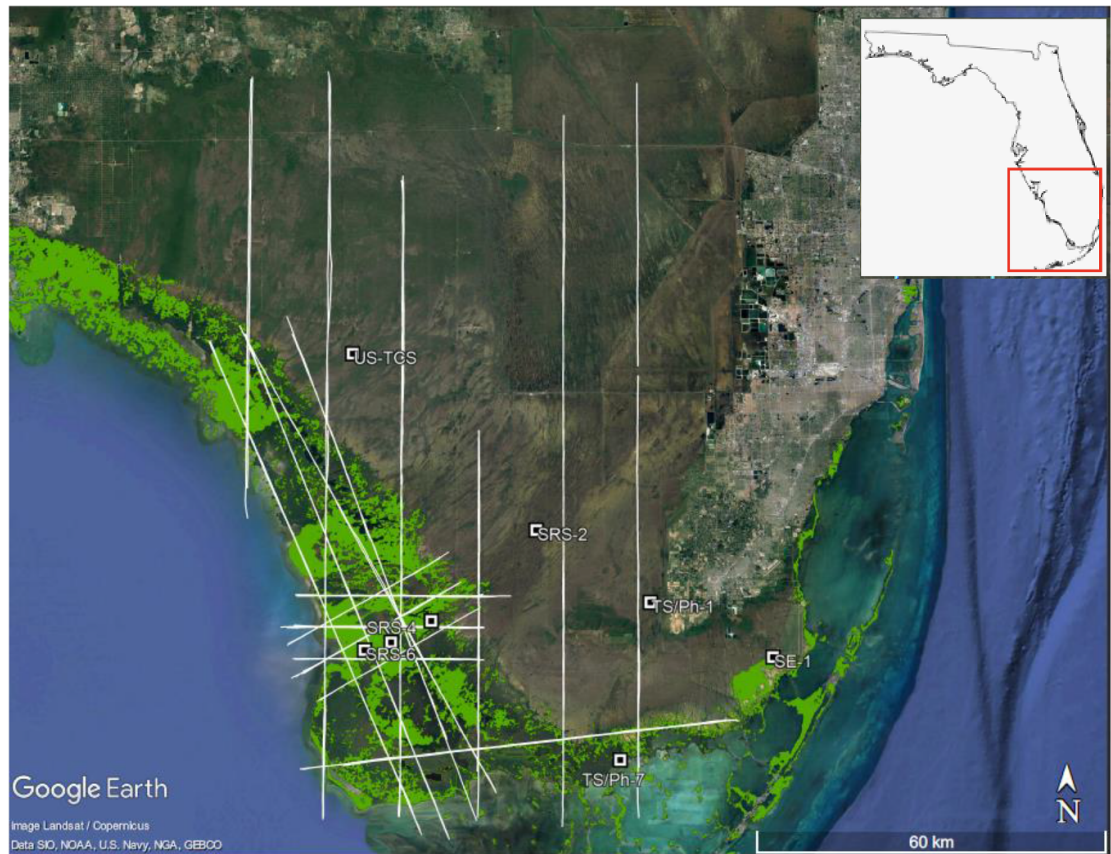 US-TCS
SRS-2
TS/Ph-1
SRS-4
SRS-6
SE-1
TS/Ph-7
Google Earth
Image Landsat / Copernicus
Data SIO, NOAA, U.S. Navy, NGA, GEBCO
N
60 km